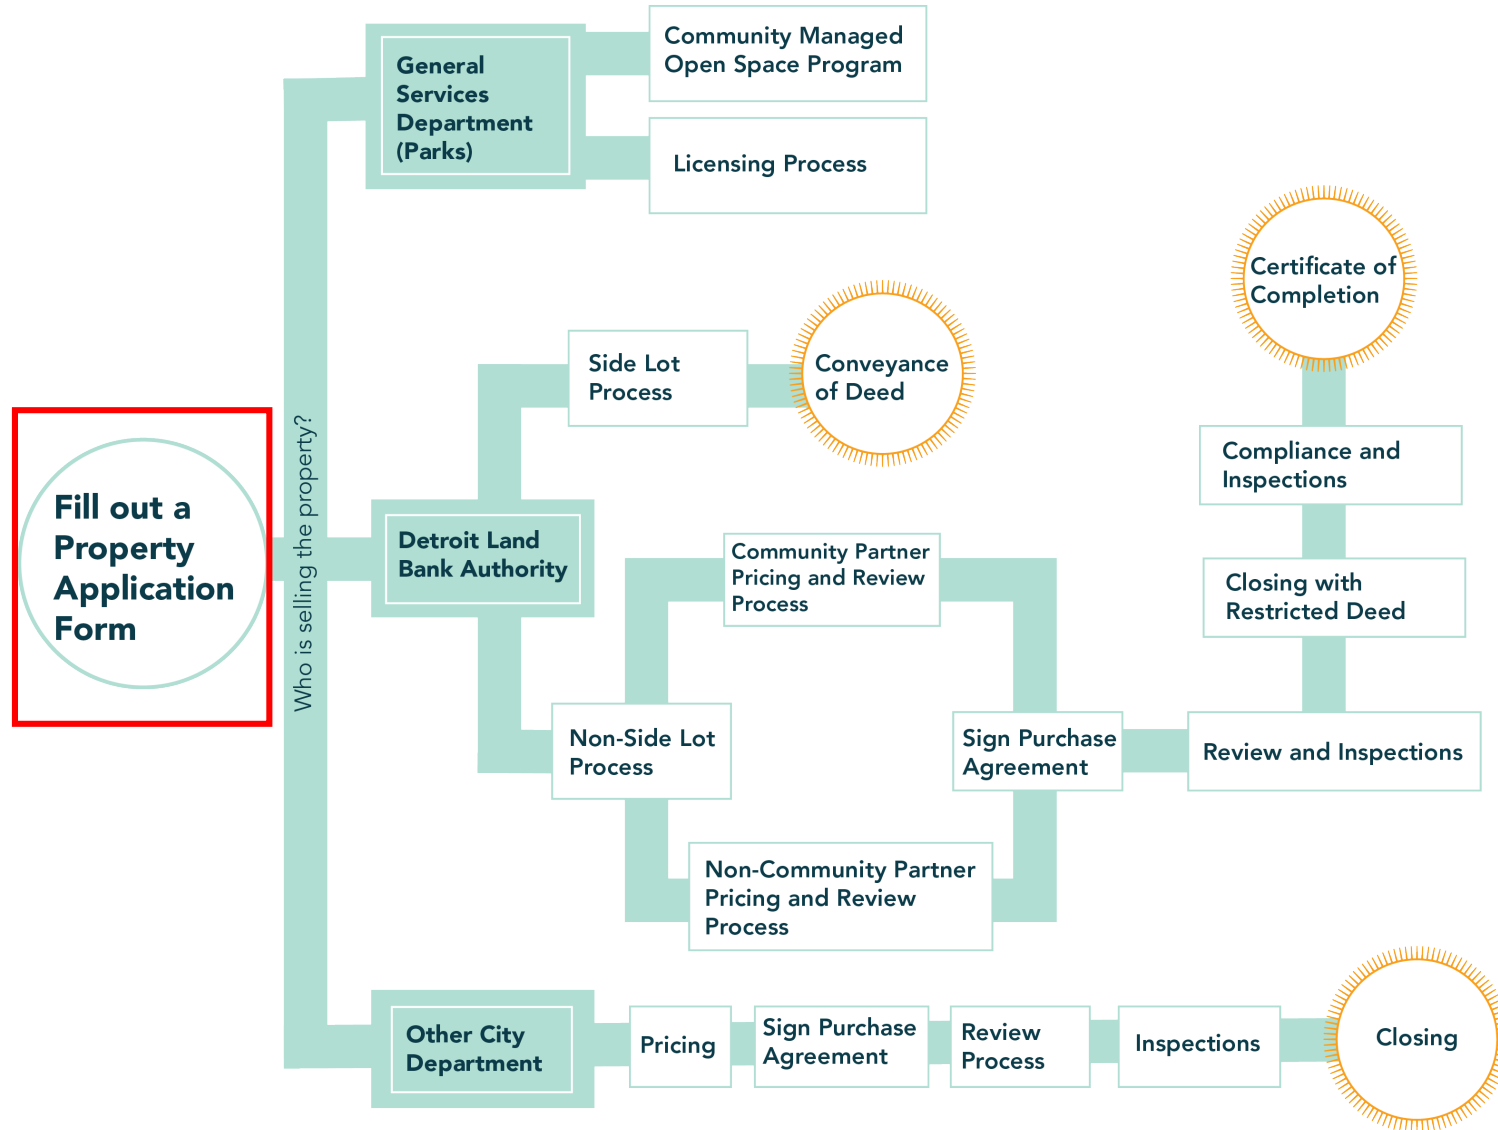 General
Services
Department
(Parks)
Community Managed
Open Space Program
Licensing Process
Certificate of
Completion
Side Lot
Process
Conveyance
of Deed
Compliance and
Inspections
Fill out a
Property
Application
Form
Who is selling the property?
Detroit Land
Bank Authority
Community Partner
Pricing and Review
Process
Closing with
Restricted Deed
Non-Side Lot
Process
Sign Purchase
Agreement
Review and Inspections
Non-Community Partner
Pricing and Review
Process
Other City
Department
Pricing
Sign Purchase
Agreement
Review
Process
Inspections
Closing